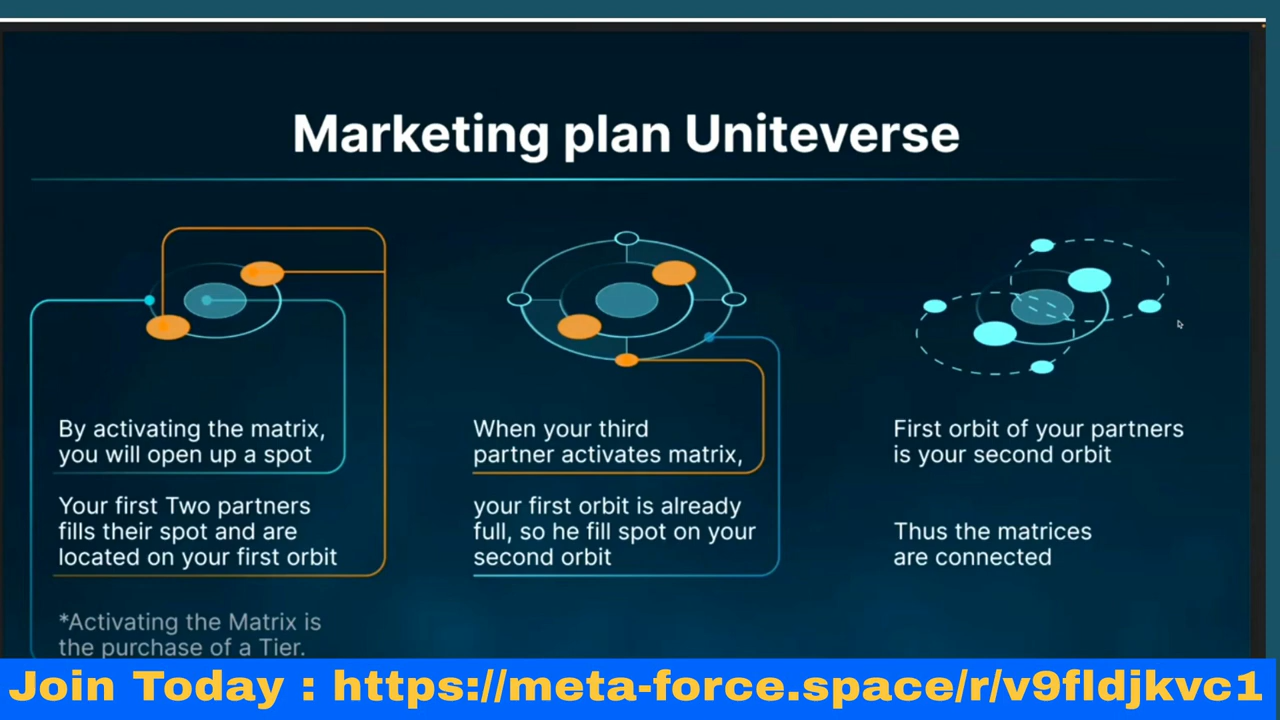 Marketing plan Uniteverse
By activating the matrix,
you will open up a spot
Your first Two partners
fills their spot and are
located on your first orbit
*Activating the Matrix is
the purchase of a Tier.
When your third
partner activates matrix,
your first orbit is already
full, so he fill spot on your
second orbit
First orbit of your partners
is your second orbit
Thus the matrices
are connected
Join Today : https://meta-force.space/r/v9fldjkvc1